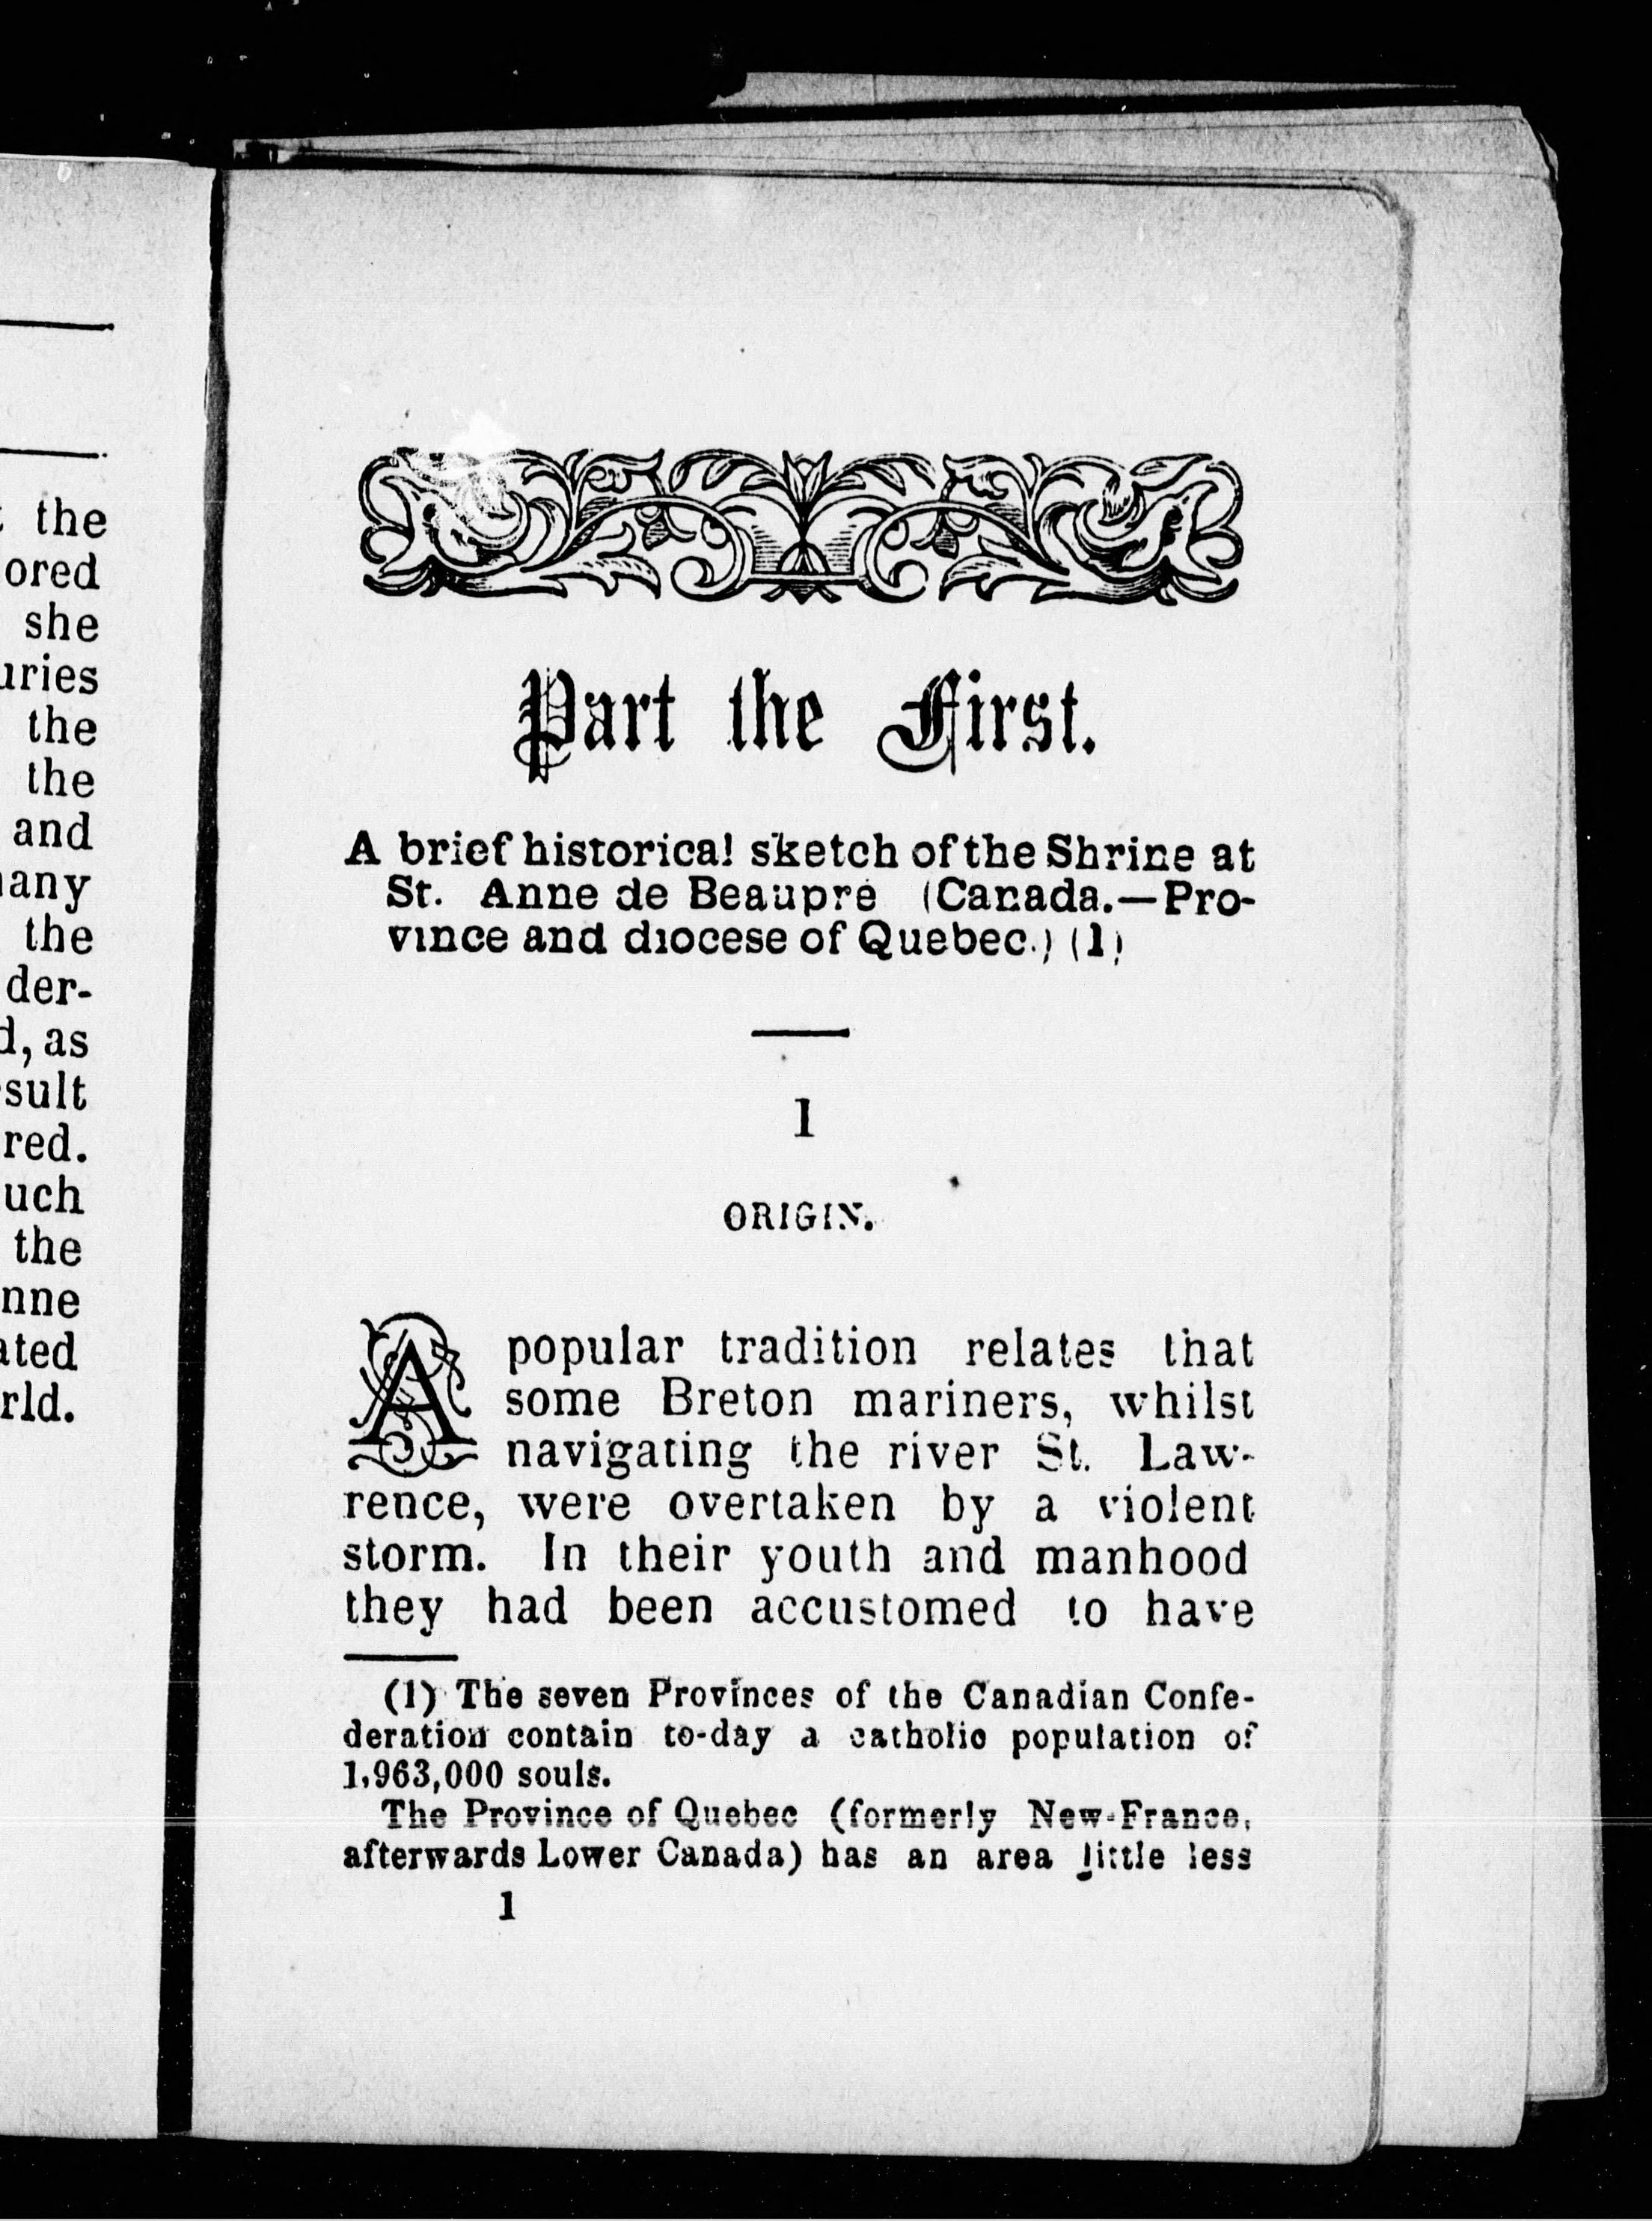 the
ored
she
uries
the
the
and
any
the
der-
d, as
sult
red.
uch
the
nne
ated
rld.
Part the First.
A brief historical sketch of the Shrine at
St. Anne de Beaupré (Canada.—Pro-
vince and diocese of Quebec.) (1)
1
ORIGIN.
A popular tradition relates that
some Breton mariners, whilst
navigating the river St. Law-
rence, were overtaken by a violent
storm. In their youth and manhood
they had been accustomed to have
(1) The seven Provinces of the Canadian Confe-
deration contain to-day a catholic population of
1,963,000 souls.
The Province of Quebec (formerly New-France,
afterwards Lower Canada) has an area little less
1